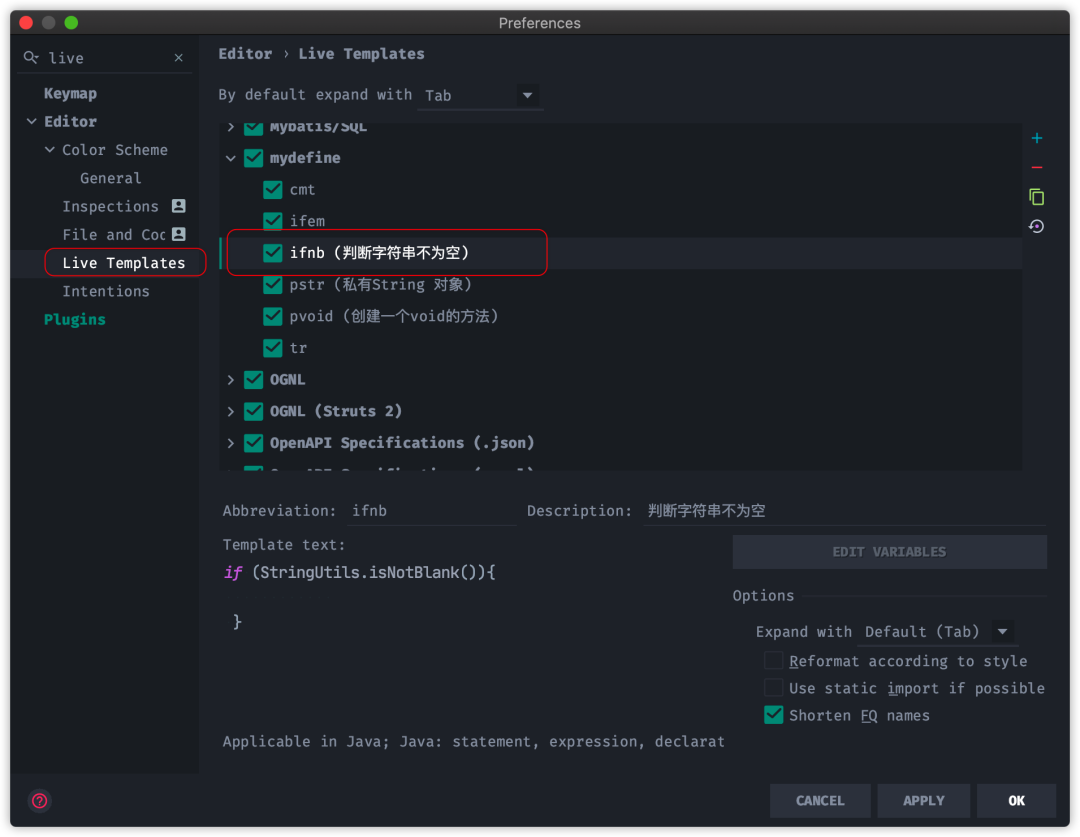 Preferences
live
Keymap
Editor
Color Scheme
General
Inspections
File and Coc
Live Templates
Intentions
Plugins
Editor › Live Templates
By default expand with Tab
Mybatis/SQL
mydefine
cmt
ifem
ifnb (判断字符串不为空)
pstr (私有String 对象)
pvoid (创建一个void的方法)
tr
OGNL
OGNL (Struts 2)
OpenAPI Specifications (.json)
Abbreviation: ifnb Description: 判断字符串不为空
Template text:
if (StringUtils.isNotBlank()){
}
EDIT VARIABLES
Options
Expand with Default (Tab)
Reformat according to style
Use static import if possible
Shorten FQ names
Applicable in Java; Java: statement, expression, declarat
CANCEL APPLY OK